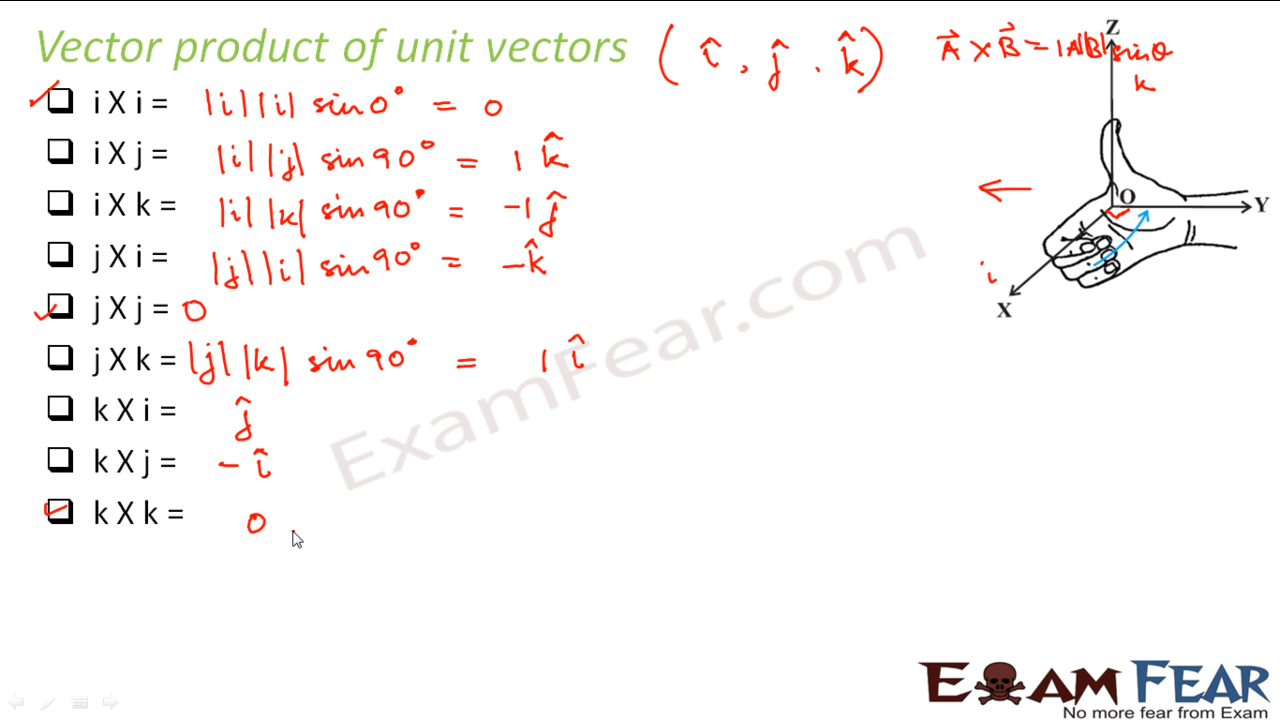 Vector product of unit vectors (î, ĵ, k̂)
A⃗ X B⃗ = |A||B| sinθ
i X i = |i||i| sin0° = 0
i X j = |i||j| sin90° = 1 k̂
i X k = |i||k| sin90° = -1 ĵ
j X i = |j||i| sin90° = -k̂
j X j = 0
j X k = |j||k| sin90° = 1 î
k X i = ĵ
k X j = -î
k X k = 0
Z
k
O
Y
i
X
ExamFear.com
EXAM FEAR
No more fear from Exam